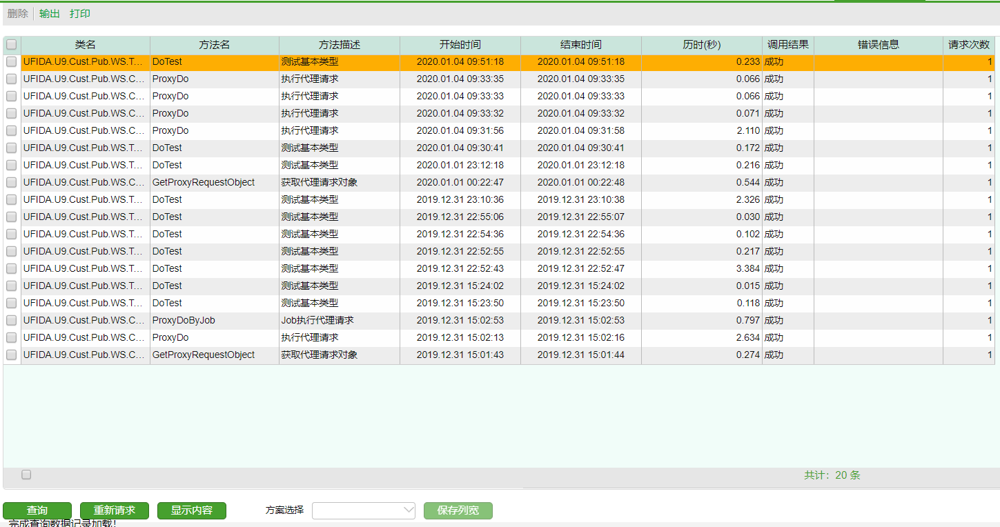 删除 输出 打印
类名 方法名 方法描述 开始时间 结束时间 历时(秒) 调用结果 错误信息 请求次数
UFIDA.U9.Cust.Pub.WS.T... DoTest 测试基本类型 2020.01.04 09:51:18 2020.01.04 09:51:18 0.233 成功 1
UFIDA.U9.Cust.Pub.WS.C... ProxyDo 执行代理请求 2020.01.04 09:33:35 2020.01.04 09:33:35 0.066 成功 1
UFIDA.U9.Cust.Pub.WS.C... ProxyDo 执行代理请求 2020.01.04 09:33:33 2020.01.04 09:33:33 0.066 成功 1
UFIDA.U9.Cust.Pub.WS.C... ProxyDo 执行代理请求 2020.01.04 09:33:32 2020.01.04 09:33:32 0.071 成功 1
UFIDA.U9.Cust.Pub.WS.C... ProxyDo 执行代理请求 2020.01.04 09:31:56 2020.01.04 09:31:58 2.110 成功 1
UFIDA.U9.Cust.Pub.WS.T... DoTest 测试基本类型 2020.01.04 09:30:41 2020.01.04 09:30:41 0.172 成功 1
UFIDA.U9.Cust.Pub.WS.T... DoTest 测试基本类型 2020.01.01 23:12:18 2020.01.01 23:12:18 0.216 成功 1
UFIDA.U9.Cust.Pub.WS.C... GetProxyRequestObject 获取代理请求对象 2020.01.01 00:22:47 2020.01.01 00:22:48 0.544 成功 1
UFIDA.U9.Cust.Pub.WS.T... DoTest 测试基本类型 2019.12.31 23:10:36 2019.12.31 23:10:38 2.326 成功 1
UFIDA.U9.Cust.Pub.WS.T... DoTest 测试基本类型 2019.12.31 22:55:06 2019.12.31 22:55:07 0.030 成功 1
UFIDA.U9.Cust.Pub.WS.T... DoTest 测试基本类型 2019.12.31 22:54:36 2019.12.31 22:54:36 0.102 成功 1
UFIDA.U9.Cust.Pub.WS.T... DoTest 测试基本类型 2019.12.31 22:52:55 2019.12.31 22:52:55 0.217 成功 1
UFIDA.U9.Cust.Pub.WS.T... DoTest 测试基本类型 2019.12.31 22:52:43 2019.12.31 22:52:47 3.384 成功 1
UFIDA.U9.Cust.Pub.WS.T... DoTest 测试基本类型 2019.12.31 15:24:02 2019.12.31 15:24:02 0.015 成功 1
UFIDA.U9.Cust.Pub.WS.T... DoTest 测试基本类型 2019.12.31 15:23:50 2019.12.31 15:23:50 0.118 成功 1
UFIDA.U9.Cust.Pub.WS.C... ProxyDoByJob Job执行代理请求 2019.12.31 15:02:53 2019.12.31 15:02:53 0.797 成功 1
UFIDA.U9.Cust.Pub.WS.C... ProxyDo 执行代理请求 2019.12.31 15:02:13 2019.12.31 15:02:16 2.634 成功 1
UFIDA.U9.Cust.Pub.WS.C... GetProxyRequestObject 获取代理请求对象 2019.12.31 15:01:43 2019.12.31 15:01:44 0.274 成功 1
共计：20 条
查询 重新请求 显示内容 方案选择 保存列宽
完成查询数据记录加载!